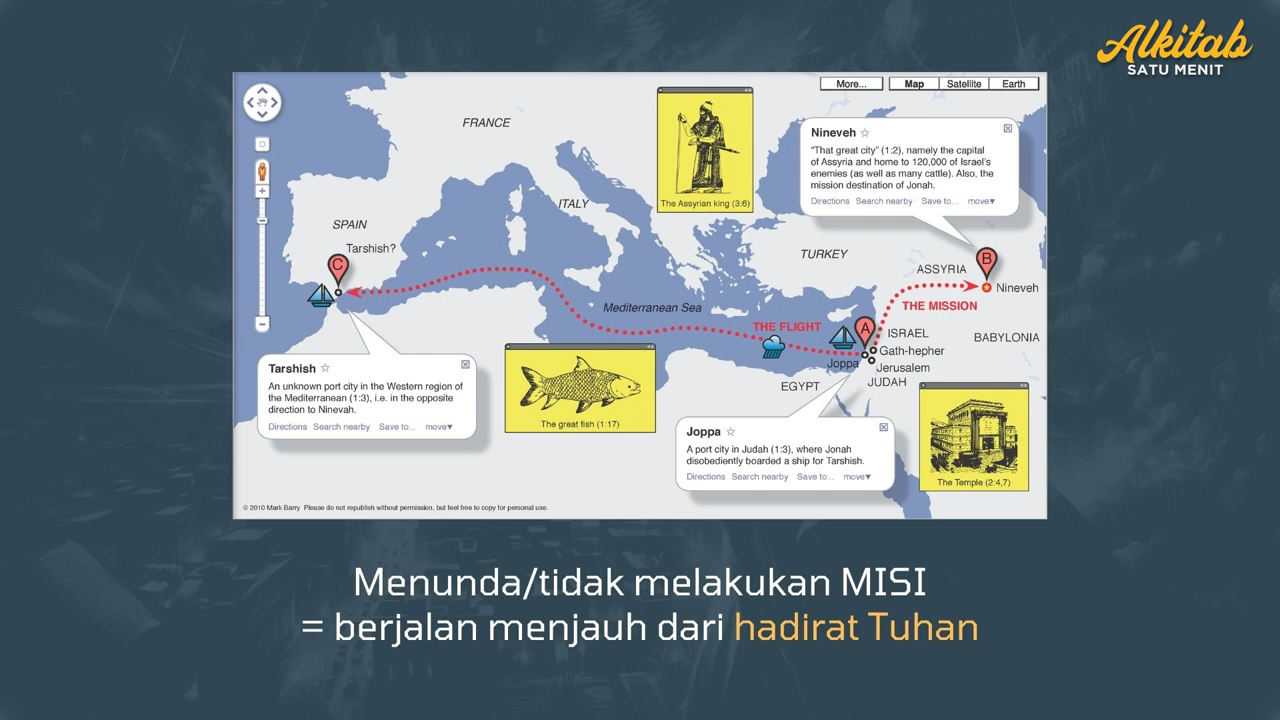 Alkitab
SATU MENIT
More...
Map
Satellite
Earth
FRANCE
The Assyrian king (3:6)
Nineveh ☆
"That great city" (1:2), namely the capital
of Assyria and home to 120,000 of Israel's
enemies (as well as many cattle). Also, the
mission destination of Jonah.
Directions Search nearby Save to... move▼
ITALY
SPAIN
Tarshish?
C
TURKEY
B
ASSYRIA
Nineveh
THE MISSION
Mediterranean Sea
THE FLIGHT
A
ISRAEL
BABYLONIA
Gath-hepher
Joppa
Jerusalem
JUDAH
EGYPT
Tarshish ☆
An unknown port city in the Western region of
the Mediterranean (1:3), i.e. in the opposite
direction to Ninevah.
Directions Search nearby Save to... move▼
The great fish (1:17)
Joppa ☆
A port city in Judah (1:3), where Jonah
disobediently boarded a ship for Tarshish.
Directions Search nearby Save to... move▼
The Temple (2:4,7)
© 2010 Mark Barry Please do not republish without permission, but feel free to copy for personal use.
Menunda/tidak melakukan MISI
= berjalan menjauh dari hadirat Tuhan